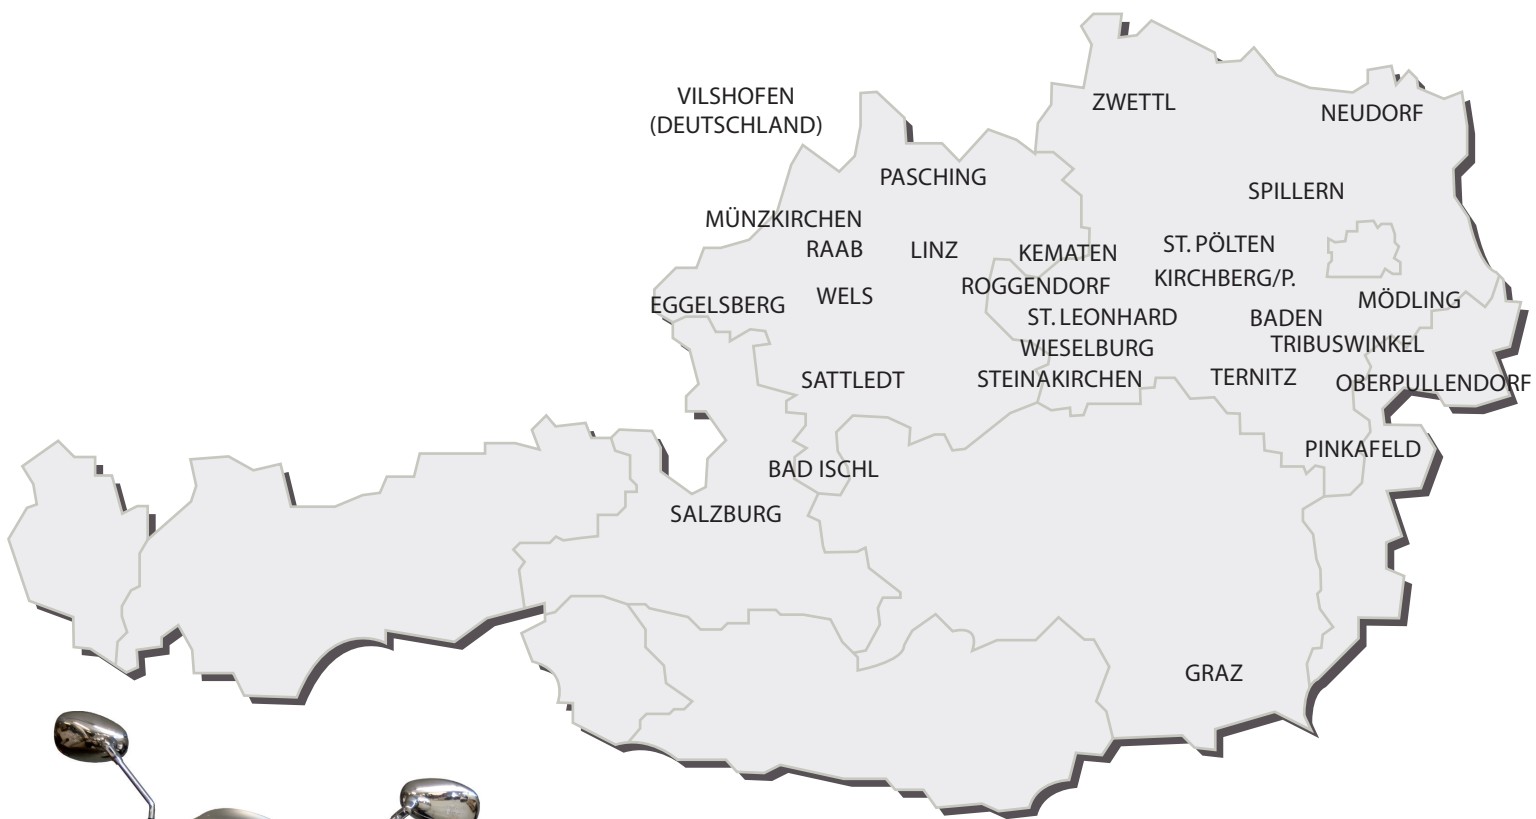 VILSHOFEN
(DEUTSCHLAND)
ZWETTL
NEUDORF
PASCHING
SPILLERN
MÜNZKIRCHEN
RAAB
LINZ
KEMATEN
ST. PÖLTEN
ROGGENDORF
KIRCHBERG/P.
EGGELSBERG
WELS
MÖDLING
ST. LEONHARD
BADEN
WIESELBURG
TRIBUSWINKEL
SATTLEDT
STEINAKIRCHEN
TERNITZ
OBERPULLENDORF
PINKAFELD
BAD ISCHL
SALZBURG
GRAZ